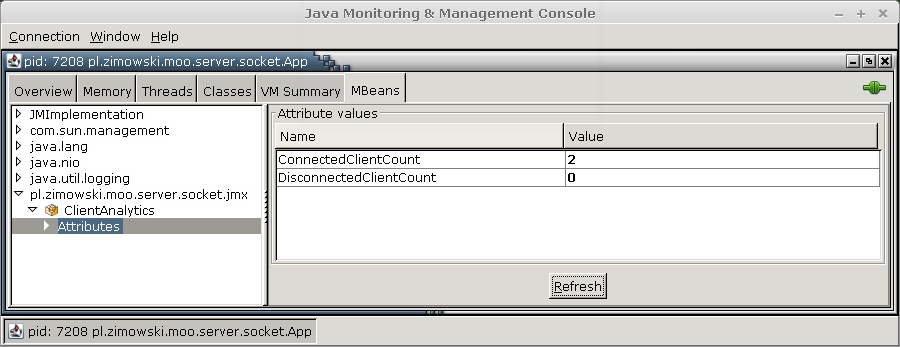 Java Monitoring & Management Console
Connection Window Help
pid: 7208 pl.zimowski.moo.server.socket.App
Overview Memory Threads Classes VM Summary MBeans
JMImplementation
com.sun.management
java.lang
java.nio
java.util.logging
pl.zimowski.moo.server.socket.jmx
ClientAnalytics
Attributes
Attribute values
Name Value
ConnectedClientCount 2
DisconnectedClientCount 0
Refresh
pid: 7208 pl.zimowski.moo.server.socket.App